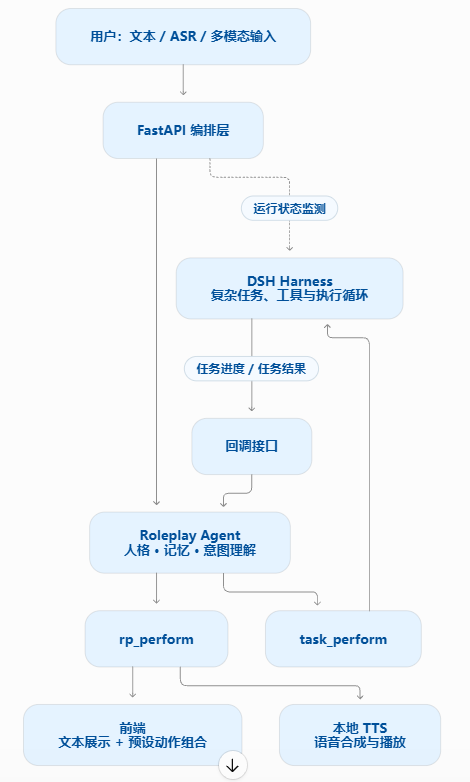 用户：文本 / ASR / 多模态输入
FastAPI 编排层
运行状态监测
DSH Harness
复杂任务、工具与执行循环
任务进度 / 任务结果
回调接口
Roleplay Agent
人格・记忆・意图理解
rp_perform
task_perform
前端
文本展示 + 预设动作组合
本地 TTS
语音合成与播放